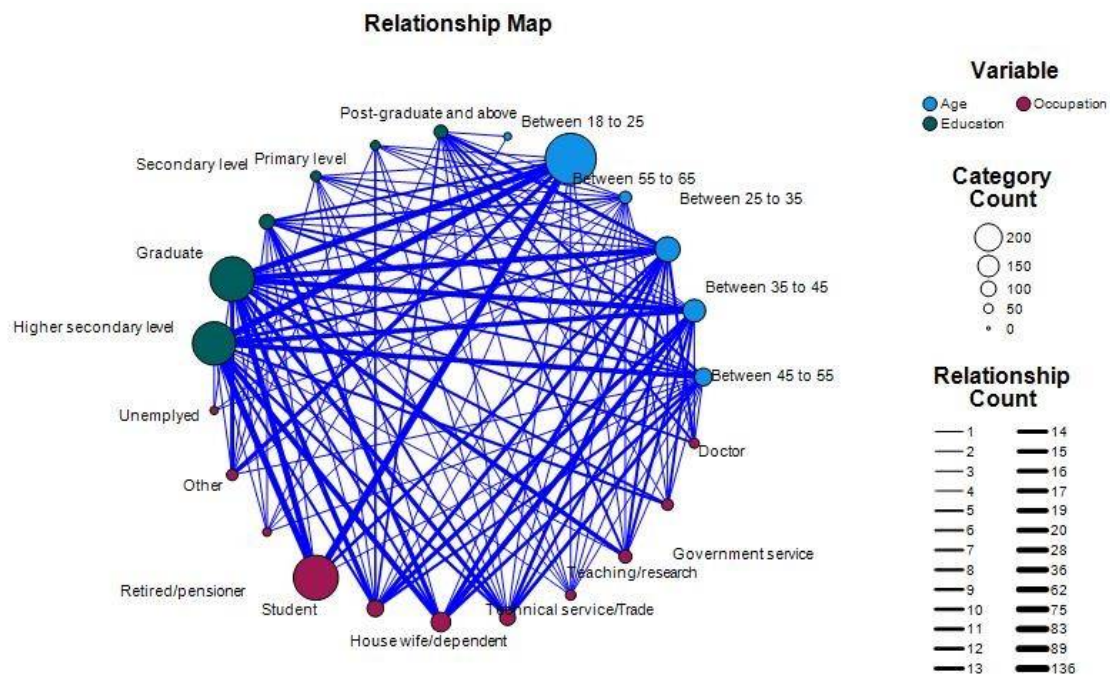 Relationship Map
Post-graduate and above
Between 18 to 25
Secondary level
Primary level
Between 55 to 65
Between 25 to 35
Graduate
Between 35 to 45
Higher secondary level
Between 45 to 55
Unemplyed
Doctor
Other
Government service
Teaching/research
Retired/pensioner
Student
Technical service/Trade
House wife/dependent
Variable
Age
Occupation
Education
Category
Count
200
150
100
50
0
Relationship
Count
1 14
2 15
3 16
4 17
5 19
6 20
7 28
8 36
9 62
10 75
11 83
12 89
13 136